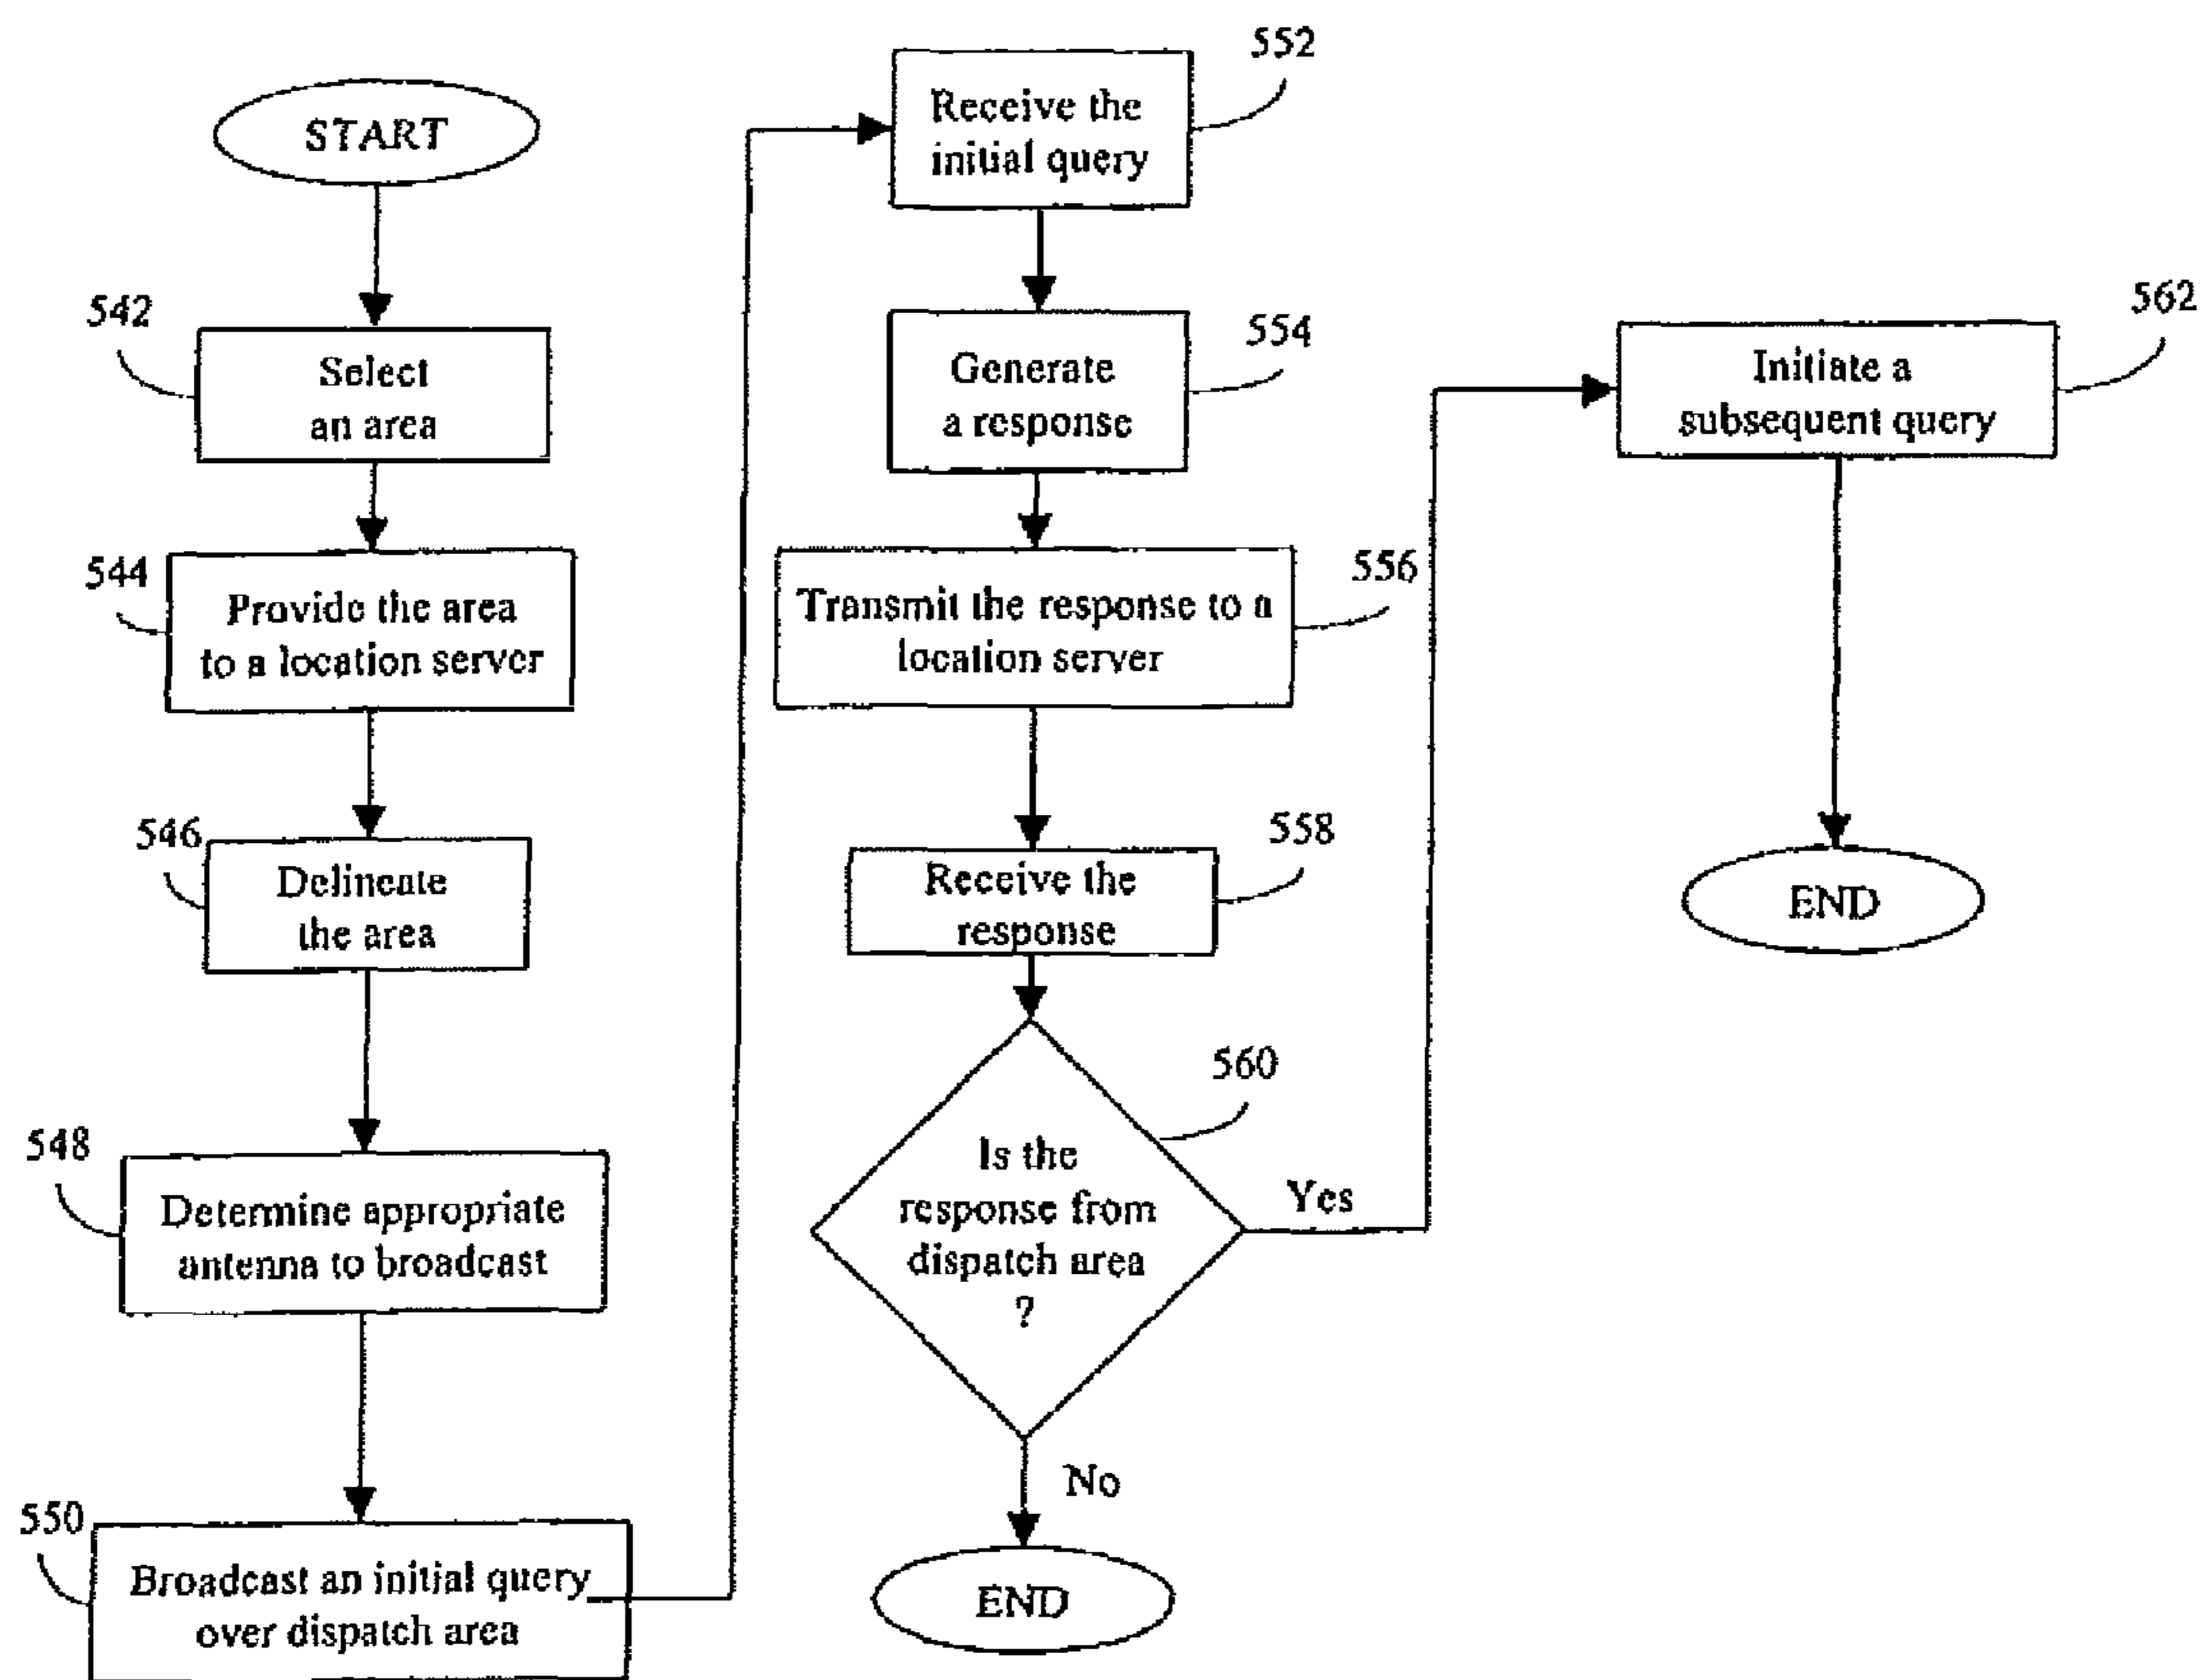 START
542
Select
an area
544
Provide the area
to a location server
546
Delineate
the area
548
Determine appropriate
antenna to broadcast
550
Broadcast an initial query
over dispatch area
552
Receive the
initial query
554
Generate
a response
556
Transmit the response to a
location server
558
Receive the
response
560
Is the
response from
dispatch area
?
Yes
No
END
562
Initiate a
subsequent query
END